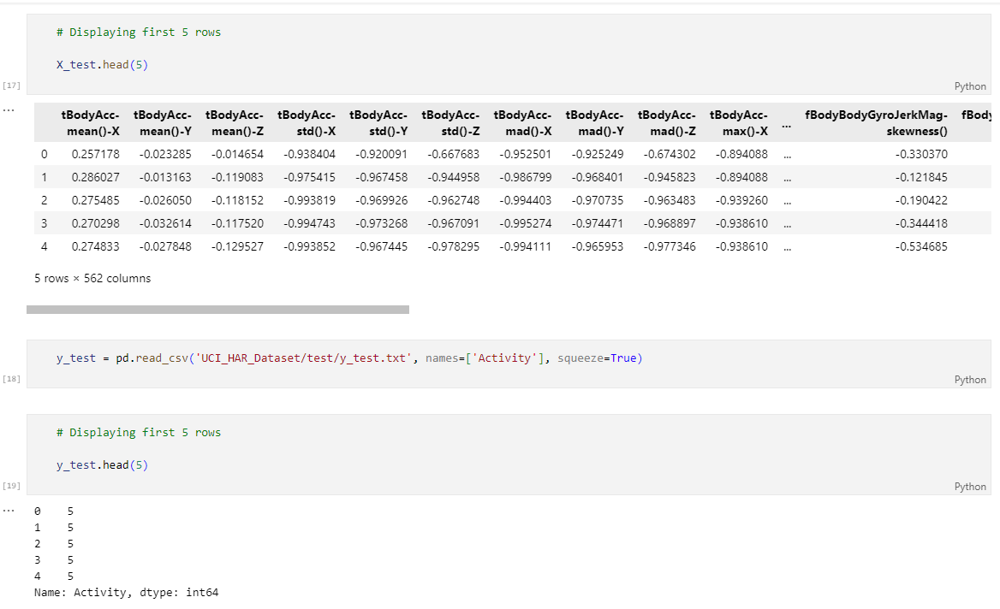 # Displaying first 5 rows
X_test.head(5)
[17]
Python
...
tBodyAcc-mean()-X tBodyAcc-mean()-Y tBodyAcc-mean()-Z tBodyAcc-std()-X tBodyAcc-std()-Y tBodyAcc-std()-Z tBodyAcc-mad()-X tBodyAcc-mad()-Y tBodyAcc-mad()-Z tBodyAcc-max()-X ... fBodyBodyGyroJerkMag-skewness() fBody
0 0.257178 -0.023285 -0.014654 -0.938404 -0.920091 -0.667683 -0.952501 -0.925249 -0.674302 -0.894088 ... -0.330370
1 0.286027 -0.013163 -0.119083 -0.975415 -0.967458 -0.944958 -0.986799 -0.968401 -0.945823 -0.894088 ... -0.121845
2 0.275485 -0.026050 -0.118152 -0.993819 -0.969926 -0.962748 -0.994403 -0.970735 -0.963483 -0.939260 ... -0.190422
3 0.270298 -0.032614 -0.117520 -0.994743 -0.973268 -0.967091 -0.995274 -0.974471 -0.968897 -0.938610 ... -0.344418
4 0.274833 -0.027848 -0.129527 -0.993852 -0.967445 -0.978295 -0.994111 -0.965953 -0.977346 -0.938610 ... -0.534685
5 rows × 562 columns
y_test = pd.read_csv('UCI_HAR_Dataset/test/y_test.txt', names=['Activity'], squeeze=True)
[18]
Python
# Displaying first 5 rows
y_test.head(5)
[19]
Python
...
0 5
1 5
2 5
3 5
4 5
Name: Activity, dtype: int64